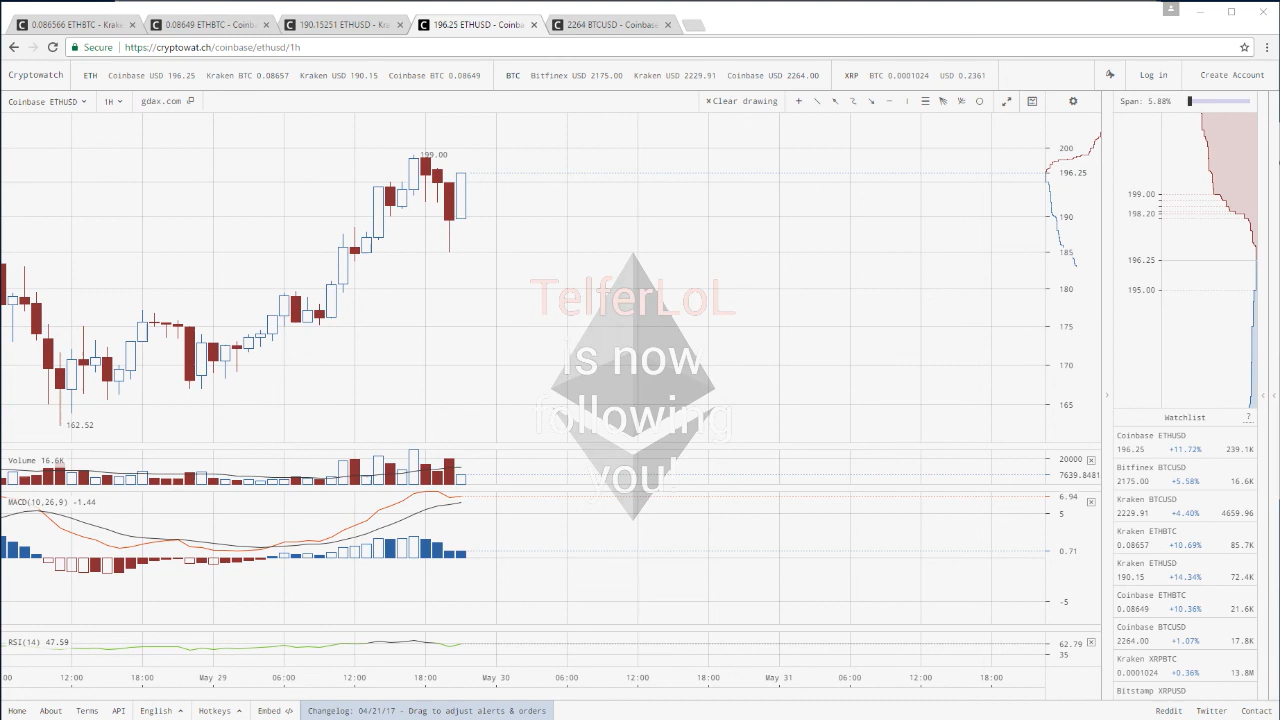 0.086566 ETHBTC - Krake
0.08649 ETHBTC - Coinb
190.15251 ETHUSD - Kra
196.25 ETHUSD - Coinba
2264 BTCUSD - Coinbase
Secure
https://cryptowat.ch/coinbase/ethusd/1h
Cryptowatch ETH Coinbase USD 196.25 Kraken BTC 0.08657 Kraken USD 190.15 Coinbase BTC 0.08649 BTC Bitfinex USD 2175.00 Kraken USD 2229.91 Coinbase USD 2264.00 XRP BTC 0.0001024 USD 0.2361 Log in Create Account
Coinbase ETHUSD 1H gdax.com ×Clear drawing Span: 5.88%
199.00
162.52
200
196.25
190
185
180
175
170
165
TelferLoL
is now
following
you!
199.00
198.20
196.25
195.00
Volume 16.6K
20000
7639.8481
MACD(10,26,9) -1.44
6.94
5
0.71
-5
RSI(14) 47.59
62.79
35
:00 12:00 18:00 May 29 06:00 12:00 18:00 May 30 06:00 12:00 18:00 May 31 06:00 12:00 18:00
Watchlist ?
Coinbase ETHUSD
196.25 +11.72% 239.1K
Bitfinex BTCUSD
2175.00 +5.58% 16.6K
Kraken BTCUSD
2229.91 +4.40% 4659.96
Kraken ETHBTC
0.08657 +10.69% 85.7K
Kraken ETHUSD
190.15 +14.34% 72.4K
Coinbase ETHBTC
0.08649 +10.36% 21.6K
Coinbase BTCUSD
2264.00 +1.07% 17.8K
Kraken XRPBTC
0.0001024 +0.36% 13.8M
Bitstamp XRPUSD
Home About Terms API English Hotkeys Embed Changelog: 04/21/17 - Drag to adjust alerts & orders Reddit Twitter Contact